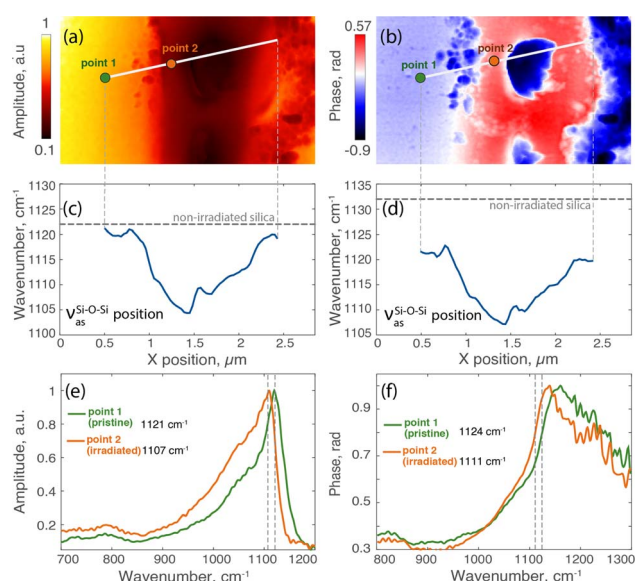 (a)
Amplitude, a.u
1
0.1
point 1
point 2
(b)
Phase, rad
0.57
-0.9
point 1
point 2
(c)
Wavenumber, cm⁻¹
1130
1125
1120
1115
1110
1105
1100
non-irradiated silica
ν as Si-O-Si position
0
0.5
1
1.5
2
2.5
X position, μm
(d)
Wavenumber, cm⁻¹
1135
1130
1125
1120
1115
1110
1105
non-irradiated silica
ν as Si-O-Si position
0
0.5
1
1.5
2
2.5
X position, μm
(e)
Amplitude, a.u.
1
0.8
0.6
0.4
0.2
point 1
(pristine) 1121 cm⁻¹
point 2
(irradiated) 1107 cm⁻¹
700
800
900
1000
1100
1200
Wavenumber, cm⁻¹
(f)
Phase, rad
1.0
0.7
0.3
point 1
(pristine) 1124 cm⁻¹
point 2
(irradiated) 1111 cm⁻¹
800
900
1000
1100
1200
1300
Wavenumber, cm⁻¹